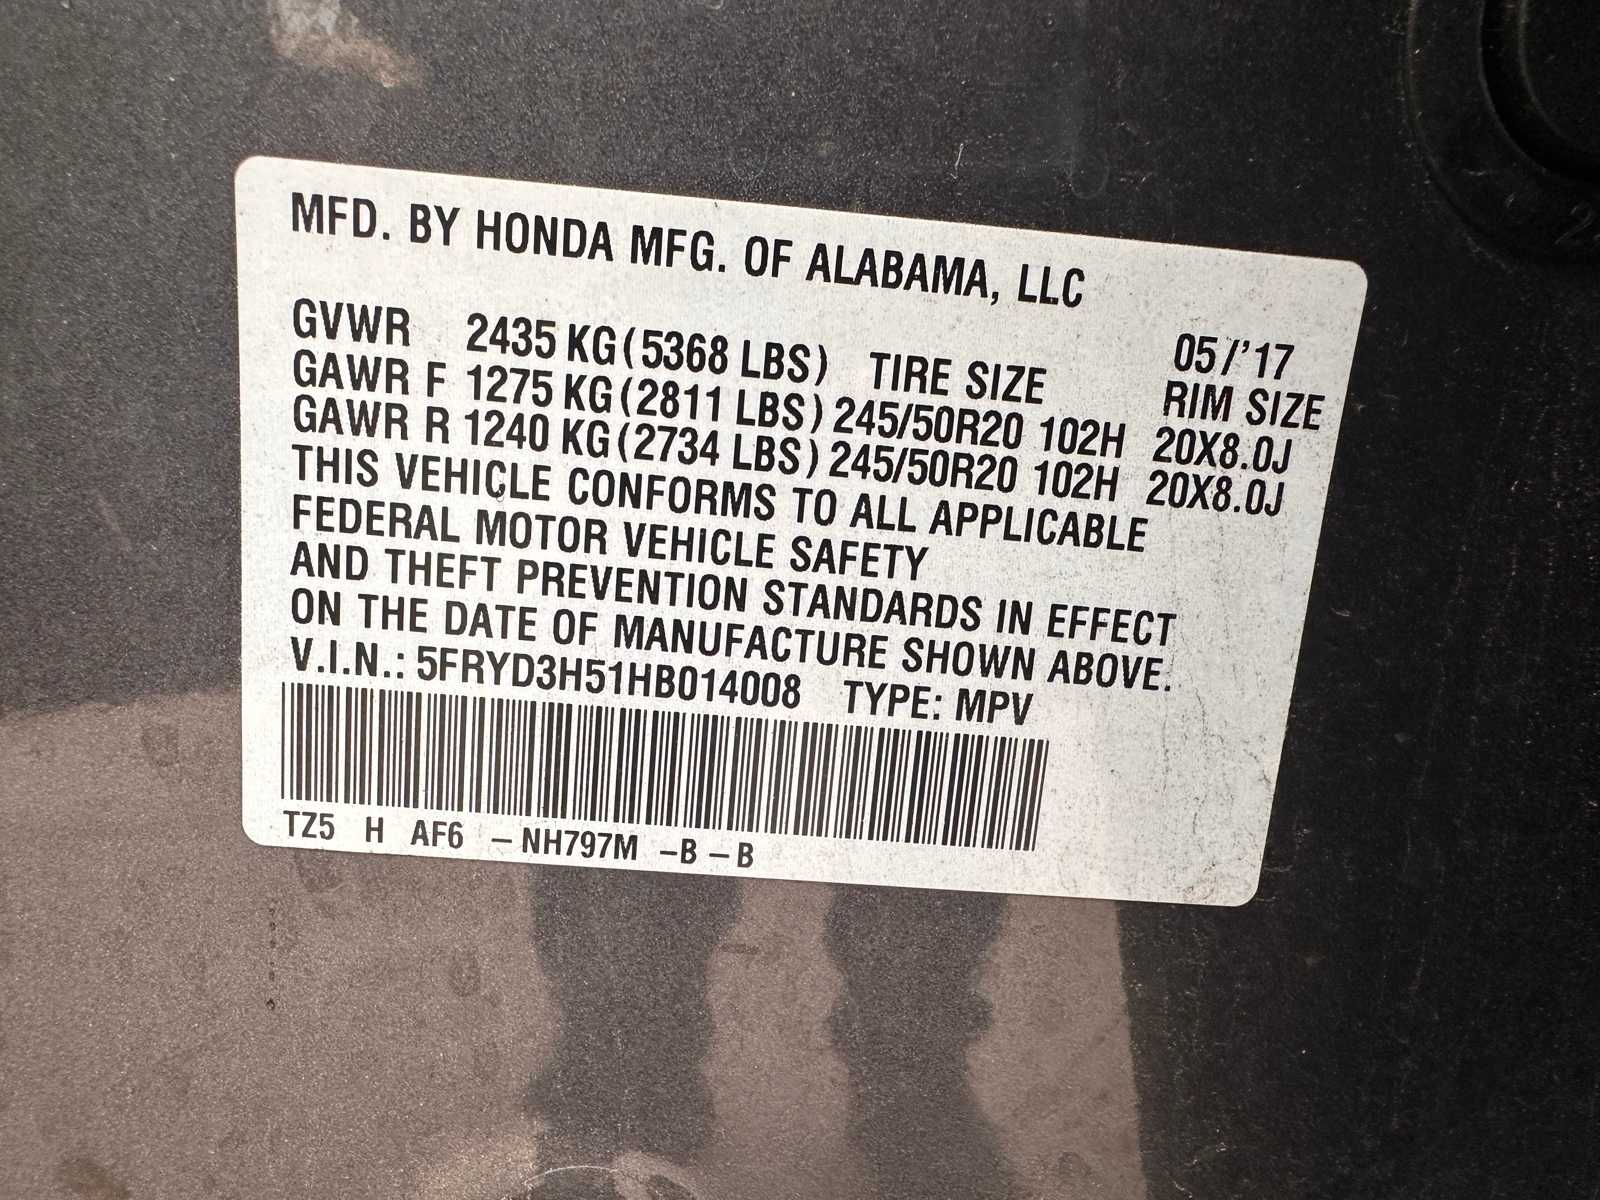 MFD. BY HONDA MFG. OF ALABAMA, LLC
05/'17
GVWR 2435 KG (5368 LBS) TIRE SIZE RIM SIZE
GAWR F 1275 KG (2811 LBS) 245/50R20 102H 20X8.0J
GAWR R 1240 KG (2734 LBS) 245/50R20 102H 20X8.0J
THIS VEHICLE CONFORMS TO ALL APPLICABLE
FEDERAL MOTOR VEHICLE SAFETY
AND THEFT PREVENTION STANDARDS IN EFFECT
ON THE DATE OF MANUFACTURE SHOWN ABOVE.
V.I.N.: 5FRYD3H51HB014008 TYPE: MPV
TZ5 H AF6 -NH797M -B -B